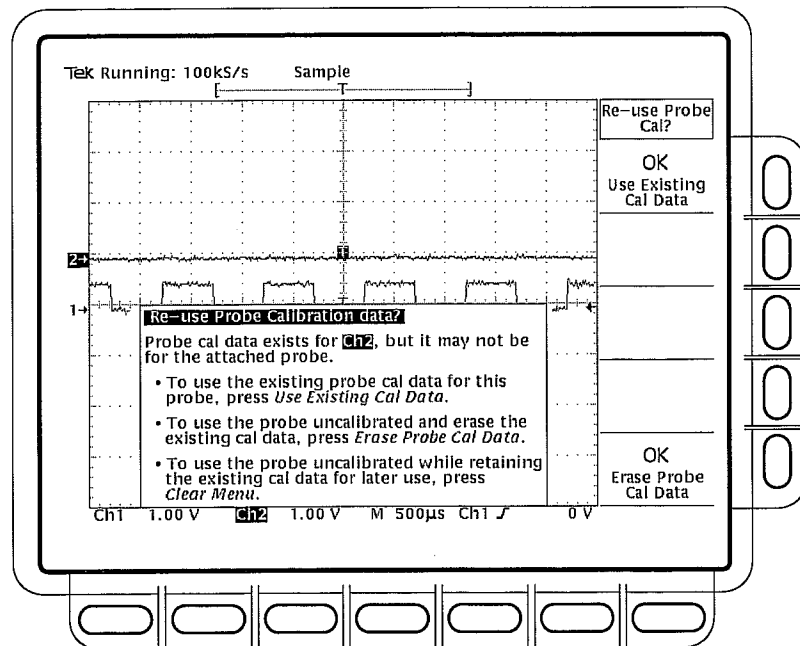 Tek Running: 100kS/s Sample
Re-use Probe
Cal?
OK
Use Existing
Cal Data
T
2→
1→
Re-use Probe Calibration data?
Probe cal data exists for Ch2, but it may not be
for the attached probe.
• To use the existing probe cal data for this
probe, press Use Existing Cal Data.
• To use the probe uncalibrated and erase the
existing cal data, press Erase Probe Cal Data.
• To use the probe uncalibrated while retaining
the existing cal data for later use, press
Clear Menu.
OK
Erase Probe
Cal Data
Ch1 1.00 V Ch2 1.00 V M 500µs Ch1 0 V